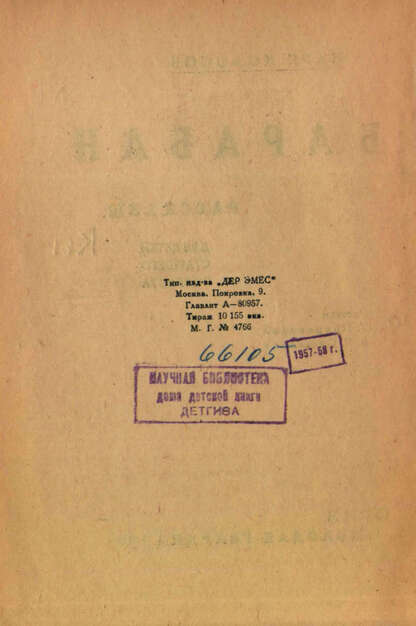 БАРАБАН
Тип. изд-ва „ДЕР ЭМЕС“
Москва. Покровка, 9.
Главлит А—80957.
Тираж 10 155 экз.
М. Г. № 4766
66105
1957-58 г.
НАУЧНАЯ БИБЛИОТЕКА
дома детской книги
ДЕТГИЗА